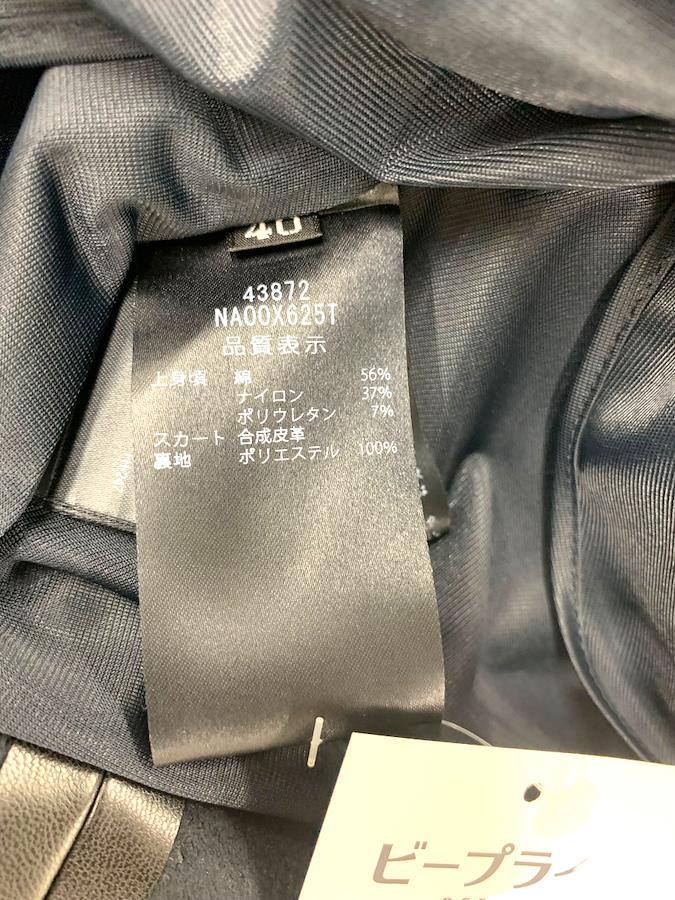 40
43872
NA00X625T
品質表示
上身頃 綿 56%
ナイロン 37%
ポリウレタン 7%
スカート 合成皮革
裏地 ポリエステル 100%
ビープラ